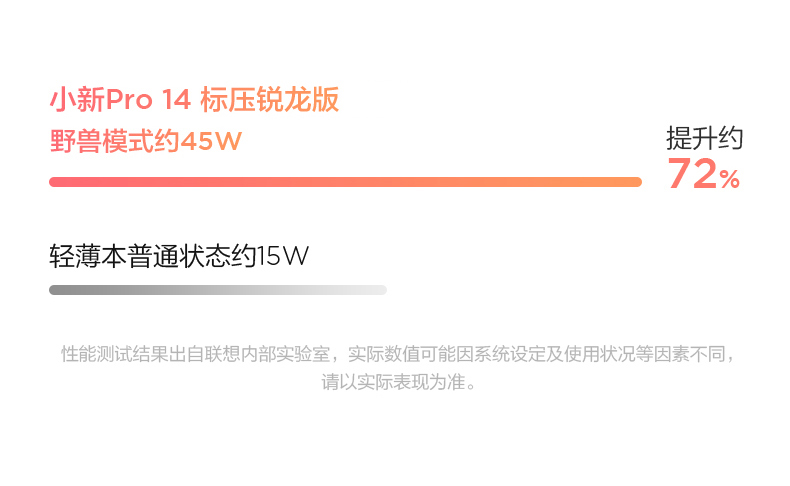 小新Pro 14 标压锐龙版
野兽模式约45W
提升约
72%
轻薄本普通状态约15W
性能测试结果出自联想内部实验室，实际数值可能因系统设定及使用状况等因素不同，
请以实际表现为准。